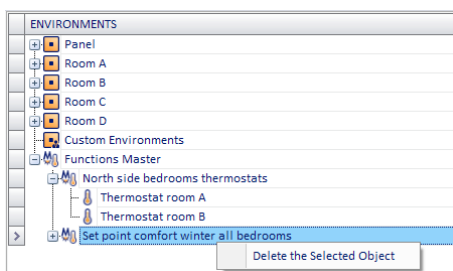 ENVIRONMENTS
Panel
Room A
Room B
Room C
Room D
Custom Environments
Functions Master
North side bedrooms thermostats
Thermostat room A
Thermostat room B
Set point comfort winter all bedrooms
Delete the Selected Object